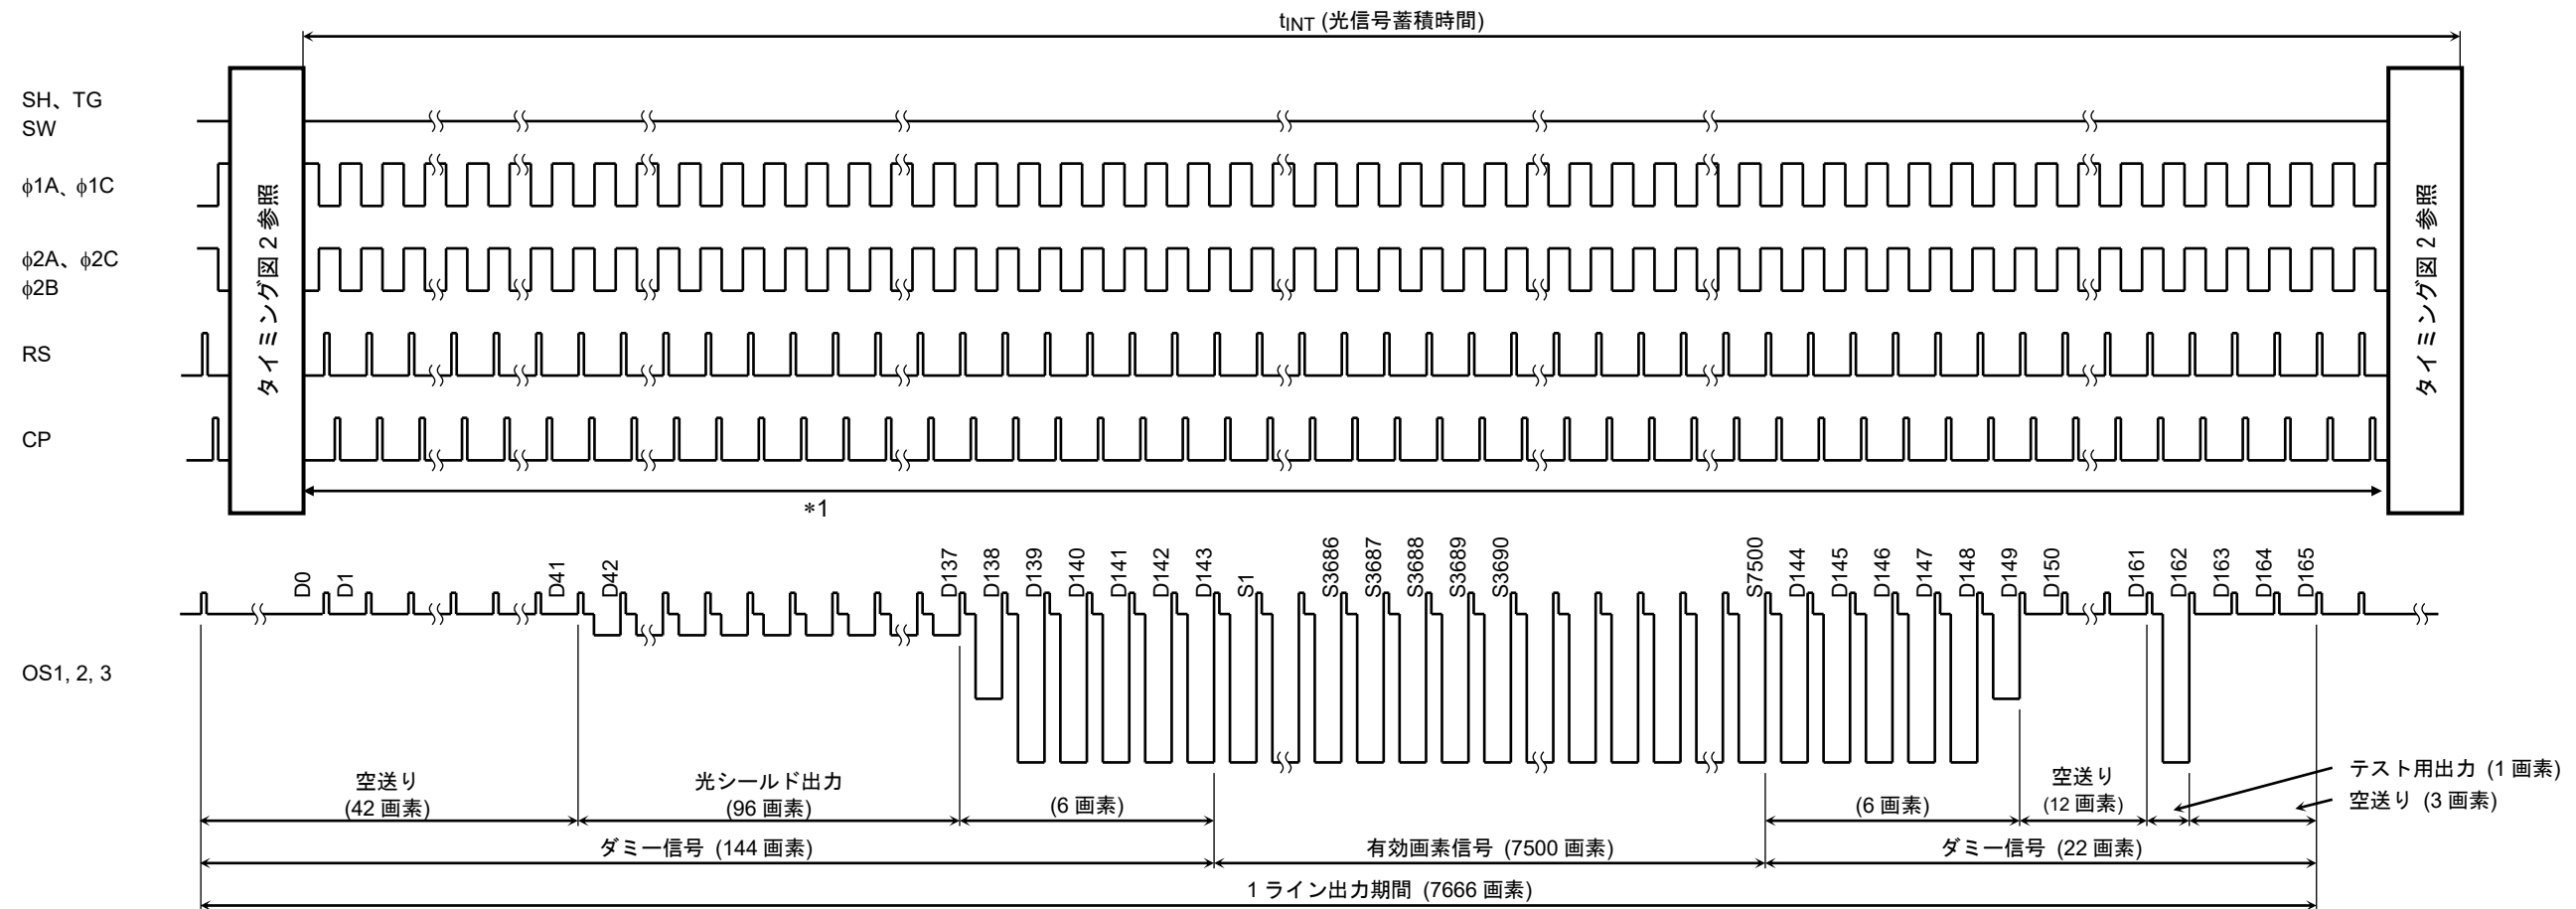 tINT (光信号蓄積時間)
SH、TG
SW
φ1A、φ1C
φ2A、φ2C
φ2B
RS
CP
タイミング図 2 参照
タイミング図 2 参照
*1
D0
D1
D41
D42
D137
D138
D139
D140
D141
D142
D143
S1
S3686
S3687
S3688
S3689
S3690
S7500
D144
D145
D146
D147
D148
D149
D150
D161
D162
D163
D164
D165
OS1, 2, 3
空送り
(42 画素)
光シールド出力
(96 画素)
(6 画素)
(6 画素)
空送り
(12 画素)
テスト用出力 (1 画素)
空送り (3 画素)
ダミー信号 (144 画素)
有効画素信号 (7500 画素)
ダミー信号 (22 画素)
1 ライン出力期間 (7666 画素)